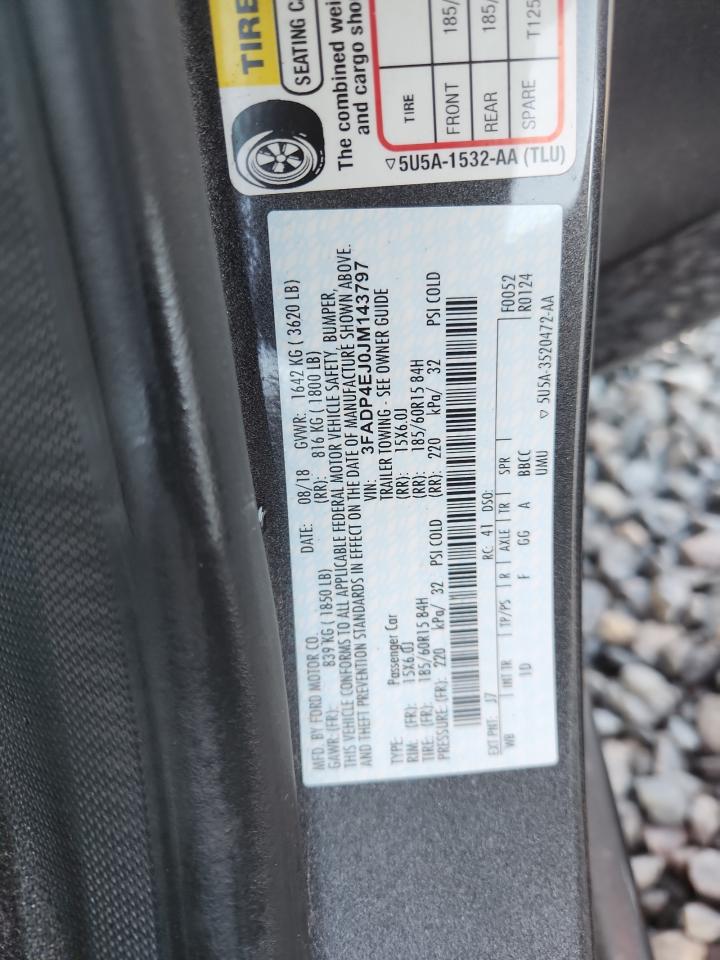 TIRE
SEATING CA
The combined wei
and cargo sho
TIRE
FRONT 185/
REAR 185/
SPARE T125
▽5U5A-1532-AA (TLU)
MFD. BY FORD MOTOR CO.
DATE: 08/18 GVWR: 1642 KG ( 3620 LB)
GAWR:(FR): 839 KG ( 1850 LB) (RR): 816 KG ( 1800 LB)
THIS VEHICLE CONFORMS TO ALL APPLICABLE FEDERAL MOTOR VEHICLE SAFETY, BUMPER,
AND THEFT PREVENTION STANDARDS IN EFFECT ON THE DATE OF MANUFACTURE SHOWN ABOVE.
VIN: 3FADP4EJ0JM143797
TYPE: Passenger Car TRAILER TOWING - SEE OWNER GUIDE
RIM: (FR): 15X6.0J (RR): 15X6.0J
TIRE: (FR): 185/60R15 84H (RR): 185/60R15 84H
PRESSURE: (FR): 220 kPa/ 32 PSI COLD (RR): 220 kPa/ 32 PSI COLD
EXT PNT: J7 RC: 41 DSO: F0052
WB INT TR TP/PS R AXLE TR SPR R0124
ID F GG A BBCC
UMU
▽ 5U5A-3520472-AA